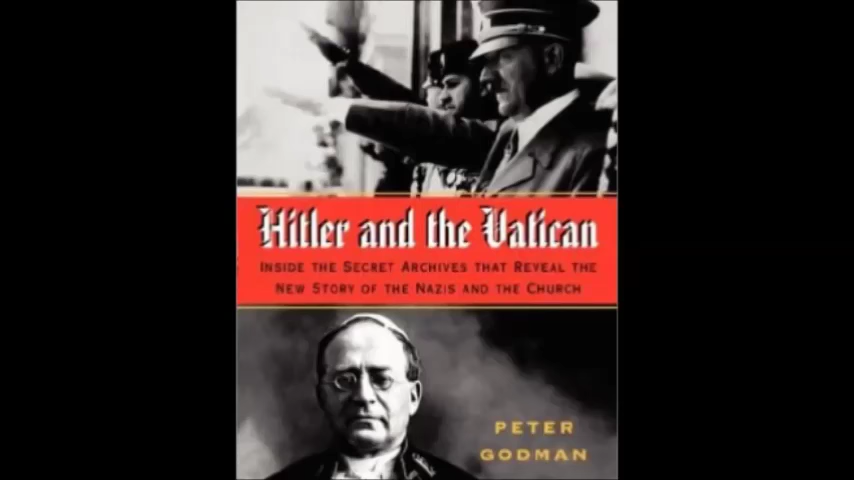 Hitler and the Vatican
INSIDE THE SECRET ARCHIVES THAT REVEAL THE
NEW STORY OF THE NAZIS AND THE CHURCH
PETER
GODMAN